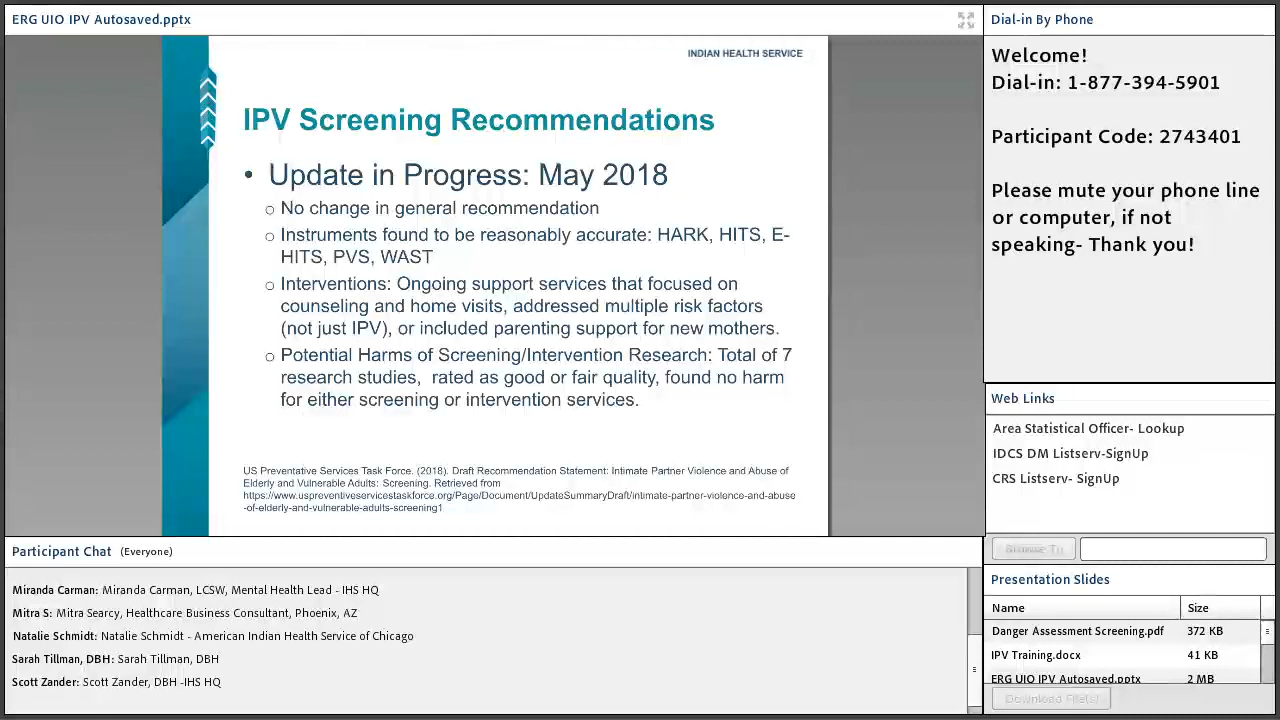 ERG UIO IPV Autosaved.pptx
INDIAN HEALTH SERVICE
IPV Screening Recommendations
• Update in Progress: May 2018
o No change in general recommendation
o Instruments found to be reasonably accurate: HARK, HITS, E-
HITS, PVS, WAST
o Interventions: Ongoing support services that focused on
counseling and home visits, addressed multiple risk factors
(not just IPV), or included parenting support for new mothers.
o Potential Harms of Screening/Intervention Research: Total of 7
research studies,  rated as good or fair quality, found no harm
for either screening or intervention services.
US Preventative Services Task Force. (2018). Draft Recommendation Statement: Intimate Partner Violence and Abuse of
Elderly and Vulnerable Adults: Screening. Retrieved from
https://www.uspreventiveservicestaskforce.org/Page/Document/UpdateSummaryDraft/intimate-partner-violence-and-abuse
-of-elderly-and-vulnerable-adults-screening1
Participant Chat (Everyone)
Miranda Carman: Miranda Carman, LCSW, Mental Health Lead - IHS HQ
Mitra S: Mitra Searcy, Healthcare Business Consultant, Phoenix, AZ
Natalie Schmidt: Natalie Schmidt - American Indian Health Service of Chicago
Sarah Tillman, DBH: Sarah Tillman, DBH
Scott Zander: Scott Zander, DBH -IHS HQ
Dial-in By Phone
Welcome!
Dial-in: 1-877-394-5901
Participant Code: 2743401
Please mute your phone line
or computer, if not
speaking- Thank you!
Web Links
Area Statistical Officer- Lookup
IDCS DM Listserv-SignUp
CRS Listserv- SignUp
Browse To
Presentation Slides
Name Size
Danger Assessment Screening.pdf 372 KB
IPV Training.docx 41 KB
ERG UIO IPV Autosaved.pptx 2 MB
Download File(s)